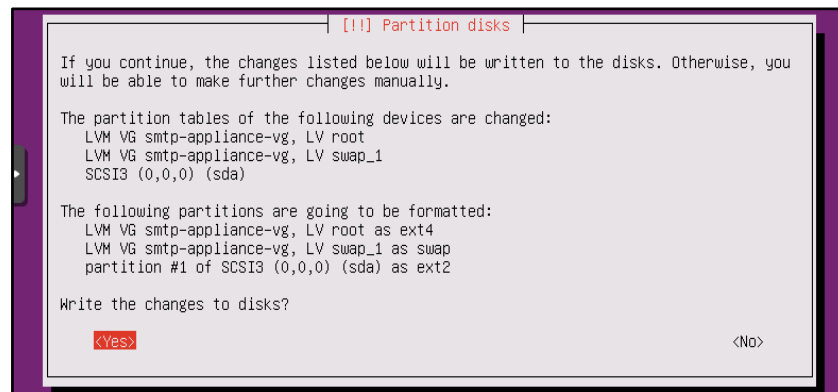 [!!] Partition disks
If you continue, the changes listed below will be written to the disks. Otherwise, you
will be able to make further changes manually.
The partition tables of the following devices are changed:
LVM VG smtp-appliance-vg, LV root
LVM VG smtp-appliance-vg, LV swap_1
SCSI3 (0,0,0) (sda)
The following partitions are going to be formatted:
LVM VG smtp-appliance-vg, LV root as ext4
LVM VG smtp-appliance-vg, LV swap_1 as swap
partition #1 of SCSI3 (0,0,0) (sda) as ext2
Write the changes to disks?
<Yes> <No>